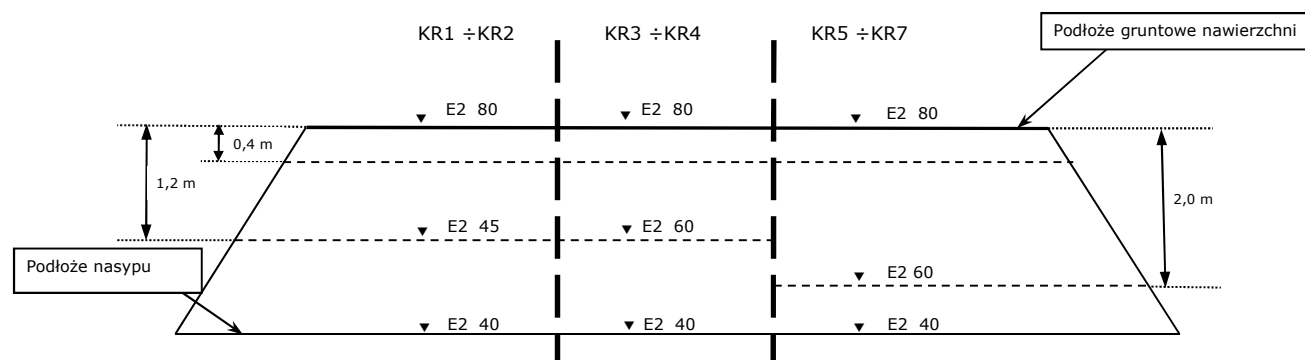 KR1 ÷KR2 KR3 ÷KR4 KR5 ÷KR7
Podłoże gruntowe nawierzchni
E2 80 E2 80 E2 80
0,4 m
1,2 m
2,0 m
E2 45 E2 60
Podłoże nasypu
E2 60
E2 40 E2 40 E2 40